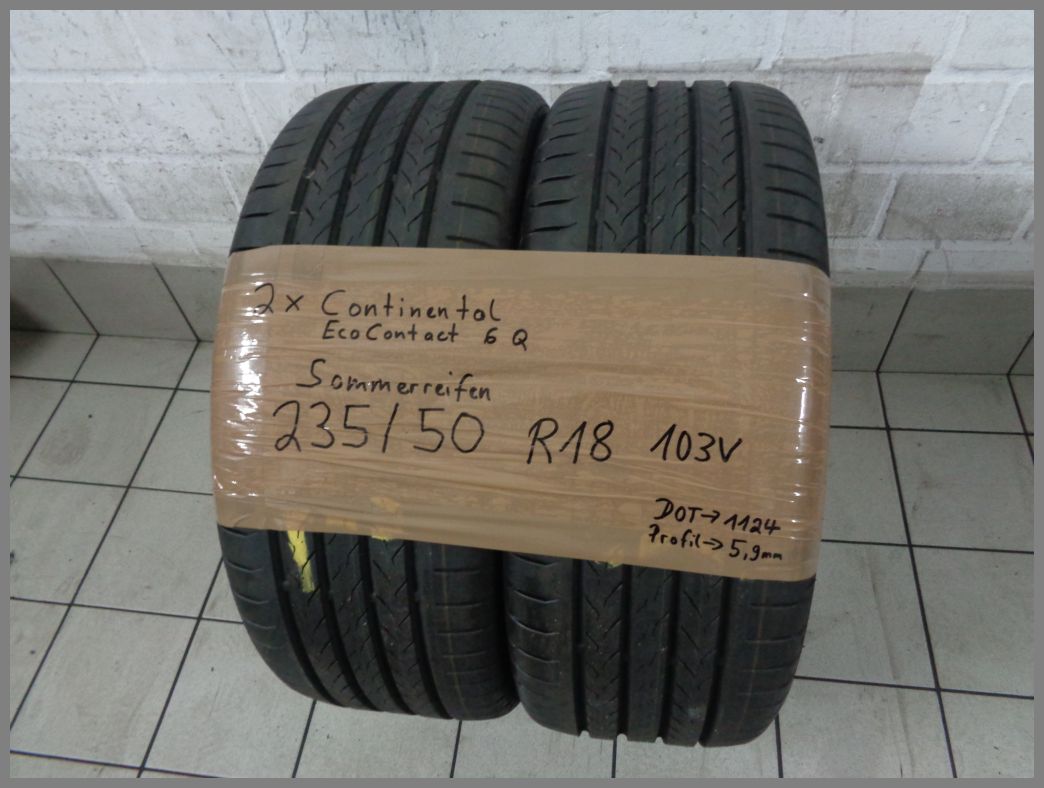 2x Continental
EcoContact 6 Q
Sommerreifen
235/50 R18 103V
DOT→1124
Profil→5,9mm